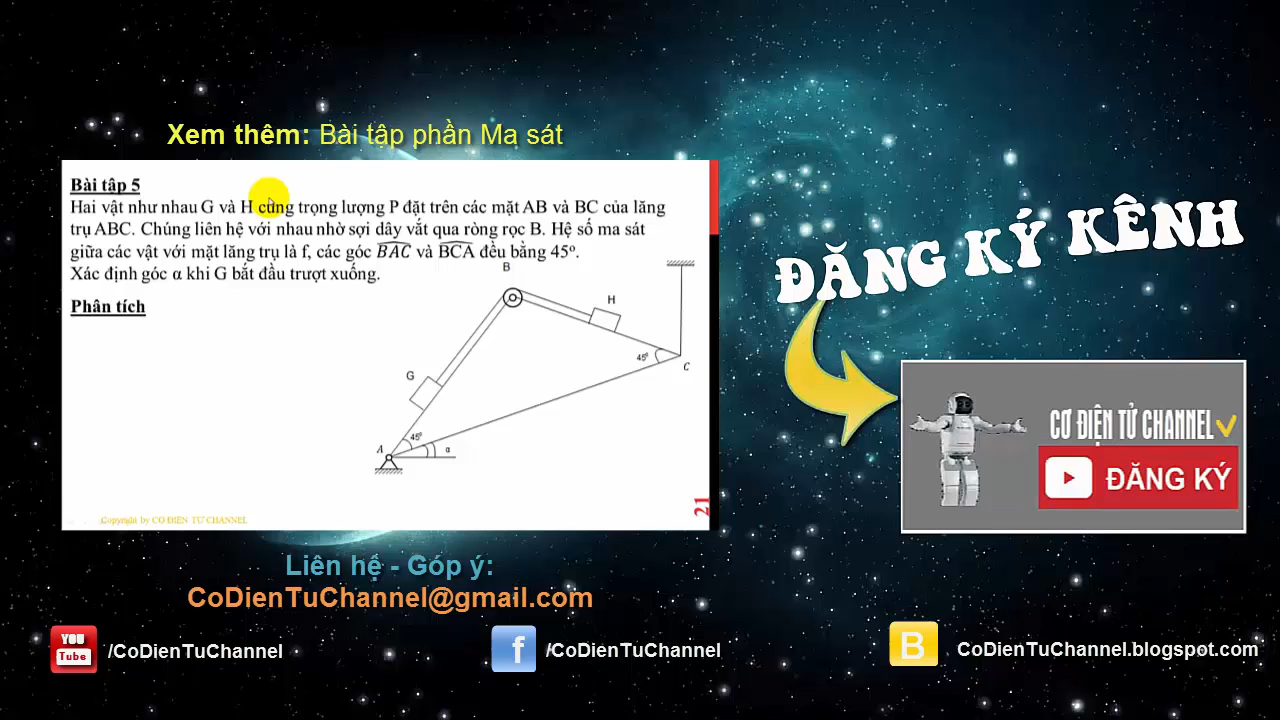 Xem thêm: Bài tập phần Ma sát
Bài tập 5
Hai vật như nhau G và H cùng trọng lượng P đặt trên các mặt AB và BC của lăng
trụ ABC. Chúng liên hệ với nhau nhờ sợi dây vắt qua ròng rọc B. Hệ số ma sát
giữa các vật với mặt lăng trụ là f, các góc BAC và BCA đều bằng 45º.
Xác định góc α khi G bắt đầu trượt xuống.
Phân tích
B
H
45º
C
G
A
45º
α
21
Copyright by CO DIEN TU CHANNEL
ĐĂNG KÝ KÊNH
CƠ ĐIỆN TỬ CHANNEL
ĐĂNG KÝ
Liên hệ - Góp ý:
CoDienTuChannel@gmail.com
YOU
Tube
/CoDienTuChannel
f
/CoDienTuChannel
B
CoDienTuChannel.blogspot.com